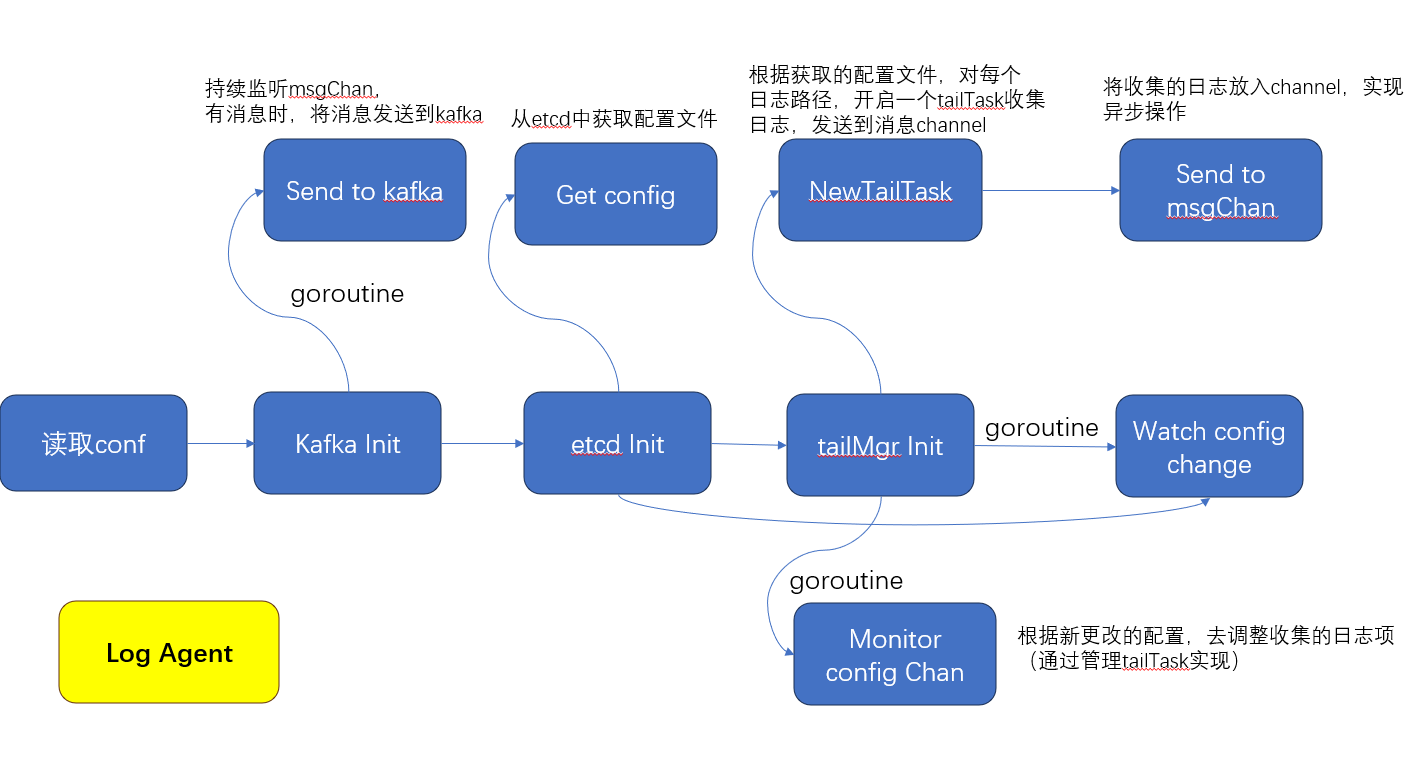 持续监听msgChan,
有消息时，将消息发送到kafka
从etcd中获取配置文件
根据获取的配置文件，对每个
日志路径，开启一个tailTask收集
日志，发送到消息channel
将收集的日志放入channel，实现
异步操作
Send to kafka
Get config
NewTailTask
Send to
msgChan
goroutine
读取conf
Kafka Init
etcd Init
tailMgr Init
goroutine
Watch config
change
goroutine
Log Agent
Monitor
config Chan
根据新更改的配置，去调整收集的日志项
（通过管理tailTask实现）